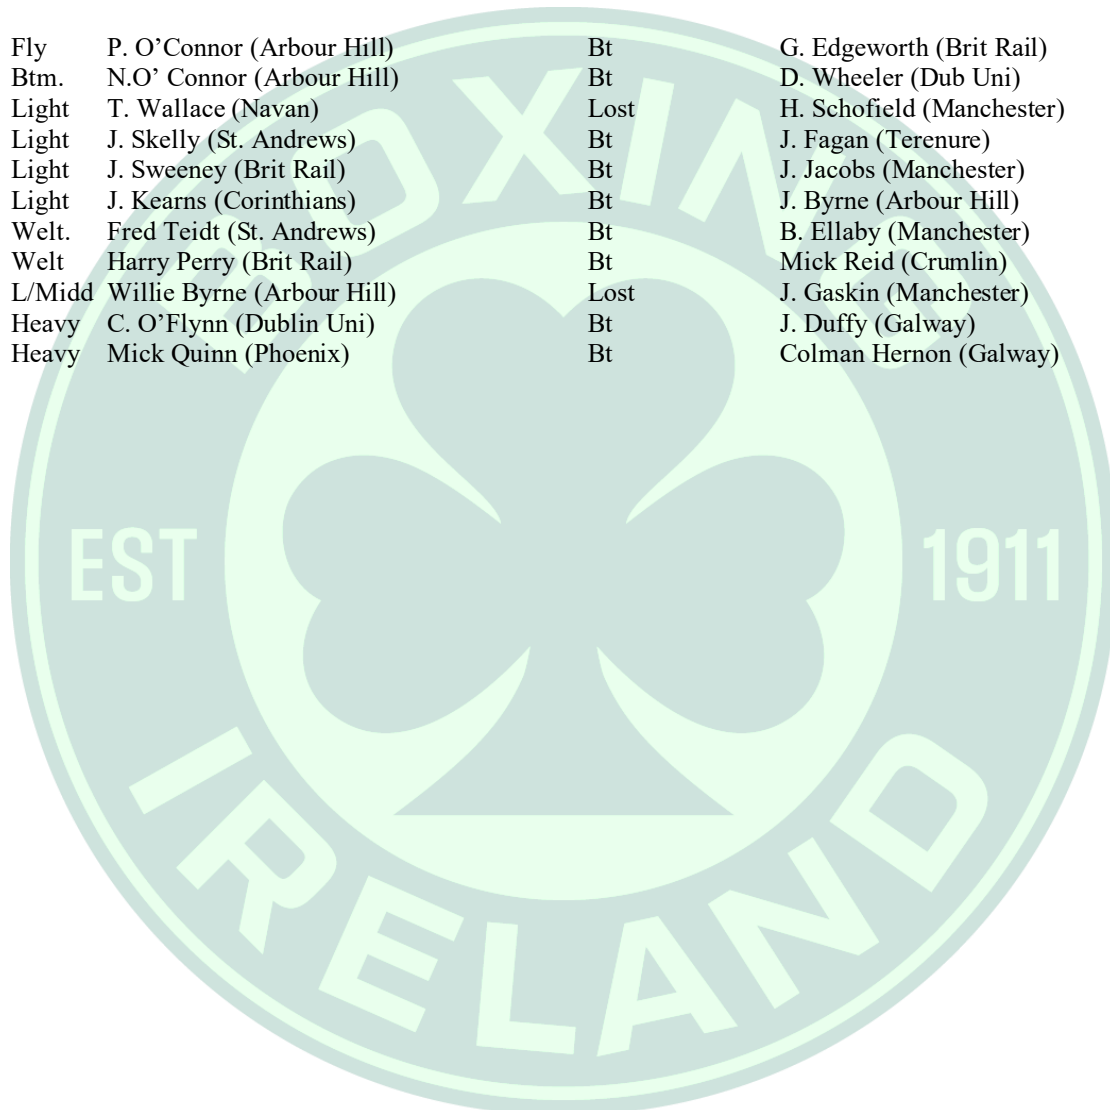 Fly P. O’Connor (Arbour Hill) Bt G. Edgeworth (Brit Rail)
Btm. N.O’ Connor (Arbour Hill) Bt D. Wheeler (Dub Uni)
Light T. Wallace (Navan) Lost H. Schofield (Manchester)
Light J. Skelly (St. Andrews) Bt J. Fagan (Terenure)
Light J. Sweeney (Brit Rail) Bt J. Jacobs (Manchester)
Light J. Kearns (Corinthians) Bt J. Byrne (Arbour Hill)
Welt. Fred Teidt (St. Andrews) Bt B. Ellaby (Manchester)
Welt Harry Perry (Brit Rail) Bt Mick Reid (Crumlin)
L/Midd Willie Byrne (Arbour Hill) Lost J. Gaskin (Manchester)
Heavy C. O’Flynn (Dublin Uni) Bt J. Duffy (Galway)
Heavy Mick Quinn (Phoenix) Bt Colman Hernon (Galway)
BOXING
EST 1911
IRELAND